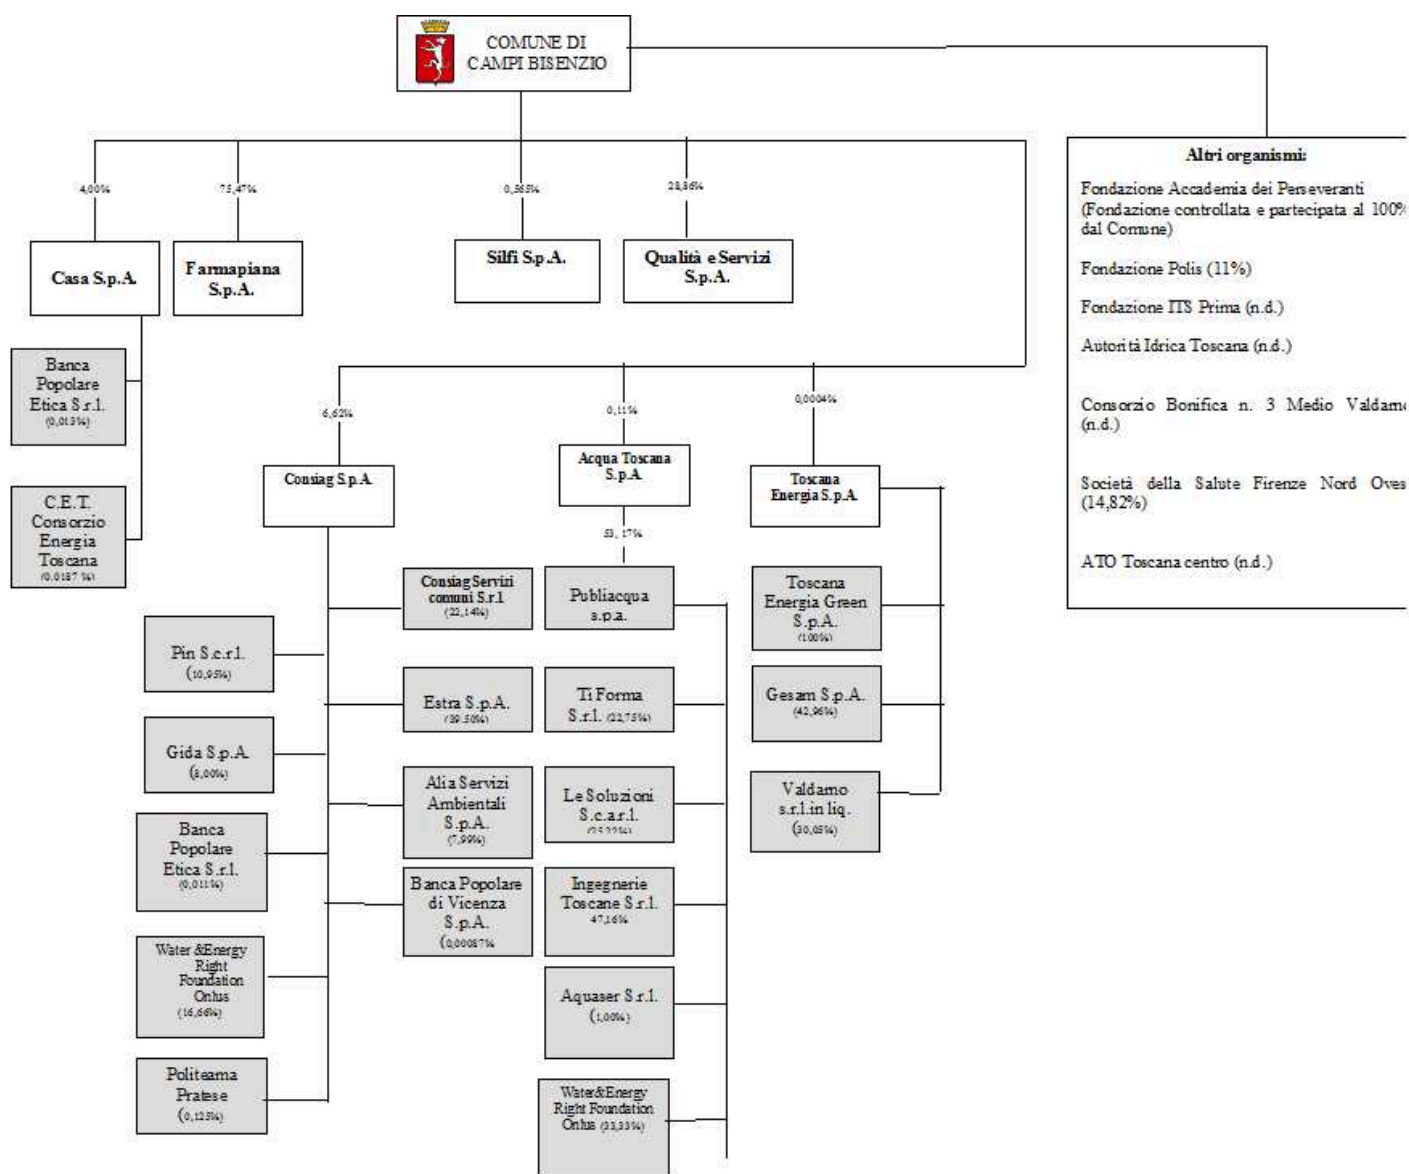 COMUNE DI
CAMPI BISENZIO
4,00%
75,47%
0,565%
28,86%
Casa S.p.A.
Farmapiana
S.p.A.
Silfi S.p.A.
Qualità e Servizi
S.p.A.
Altri organismi:
Fondazione Accademia dei Perseveranti
(Fondazione controllata e partecipata al 100%
dal Comune)
Fondazione Polis (11%)
Fondazione ITS Prima (n.d.)
Autorità Idrica Toscana (n.d.)
Consorzio Bonifica n. 3 Medio Valdarno
(n.d.)
Società della Salute Firenze Nord Oves
(14,82%)
ATO Toscana centro (n.d.)
Banca
Popolare
Etica S.r.l.
(0,013%)
C.E.T.
Consorzio
Energia
Toscana
(0.0187 %)
6,62%
0,11%
0,0004%
Consiag S.p.A.
Acqua Toscana
S.p.A.
Toscana
Energia S.p.A.
53,17%
Pin S.c.r.l.
(10,95%)
Gida S.p.A.
(8,00%)
Banca
Popolare
Etica S.r.l.
(0,011%)
Water &Energy
Right
Foundation
Onlus
(16,66%)
Politeama
Pratese
(0,125%)
Consiag Servizi
comuni S.r.l
(22,14%)
Estra S.p.A.
(39.50%)
Alia Servizi
Ambientali
S.p.A.
(7,99%)
Banca Popolare
di Vicenza
S.p.A.
(0,00087%
Publiacqua
s.p.a.
Ti Forma
S.r.l. (22,75%)
Le Soluzioni
S.c.a.r.l.
(25,22%)
Ingegnerie
Toscane S.r.l.
47,16%
Aquaser S.r.l.
(1,00%)
Water&Energy
Right Foundation
Onlus (33,33%)
Toscana
Energia Green
S.p.A.
(100%)
Gesam S.p.A.
(42,96%)
Valdarno
s.r.l.in liq.
(30,05%)